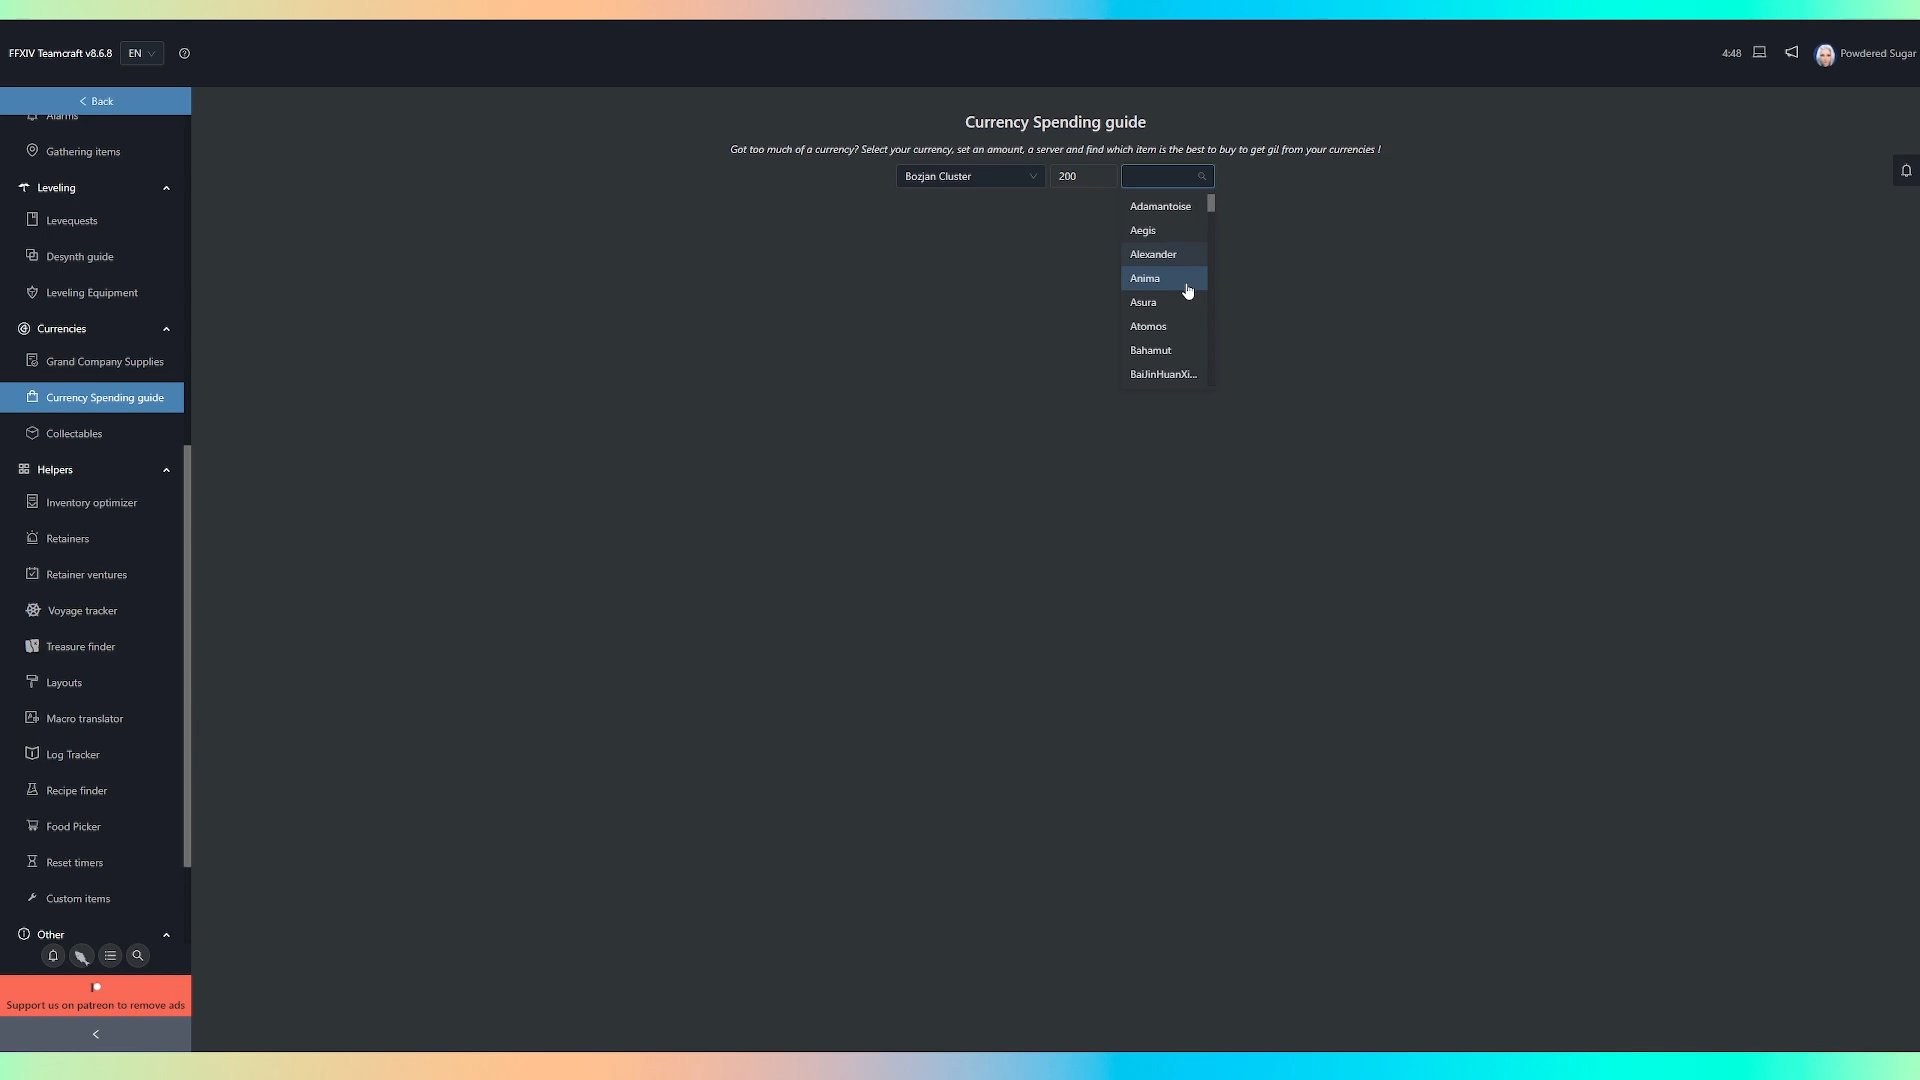 FFXIV Teamcraft v8.6.8
EN
4:48
Powdered Sugar
Back
Alarms
Gathering items
Leveling
Levequests
Desynth guide
Leveling Equipment
Currencies
Grand Company Supplies
Currency Spending guide
Collectables
Helpers
Inventory optimizer
Retainers
Retainer ventures
Voyage tracker
Treasure finder
Layouts
Macro translator
Log Tracker
Recipe finder
Food Picker
Reset timers
Custom items
Other
Support us on patreon to remove ads
Currency Spending guide
Got too much of a currency? Select your currency, set an amount, a server and find which item is the best to buy to get gil from your currencies !
Bozjan Cluster
200
Adamantoise
Aegis
Alexander
Anima
Asura
Atomos
Bahamut
BaiJinHuanXi...